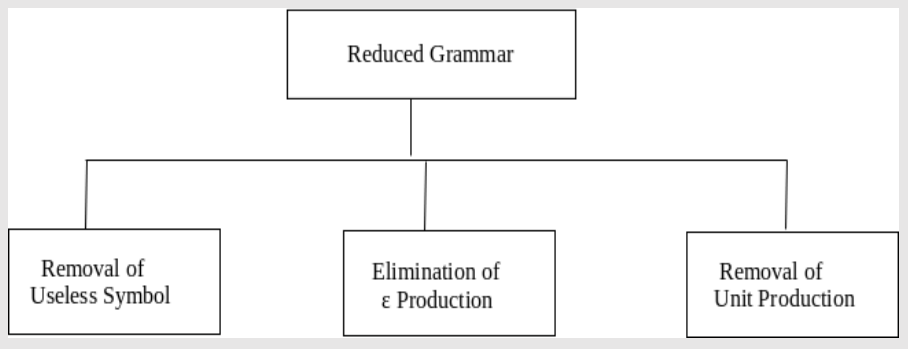 Reduced Grammar
Removal of
Useless Symbol
Elimination of
ε Production
Removal of
Unit Production